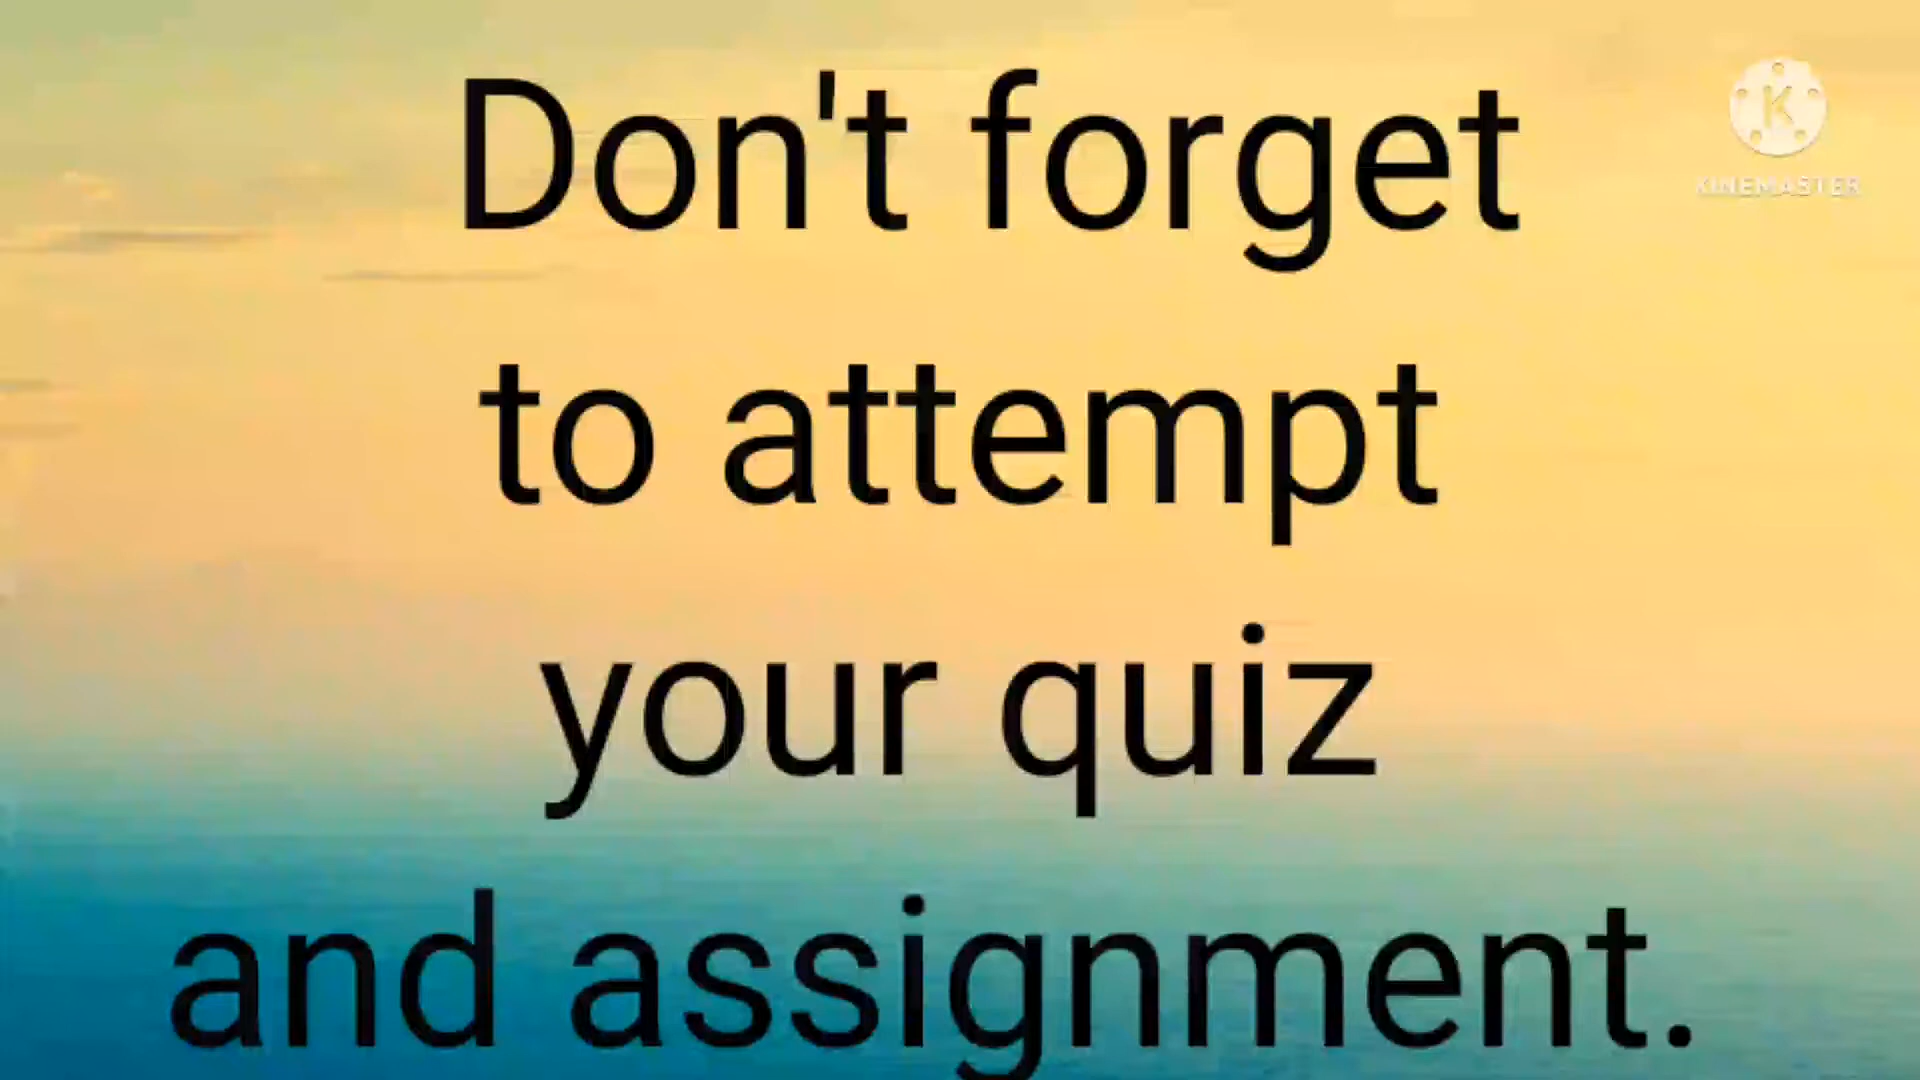 Don't forget
to attempt
your quiz
and assignment.
K
KINEMASTER